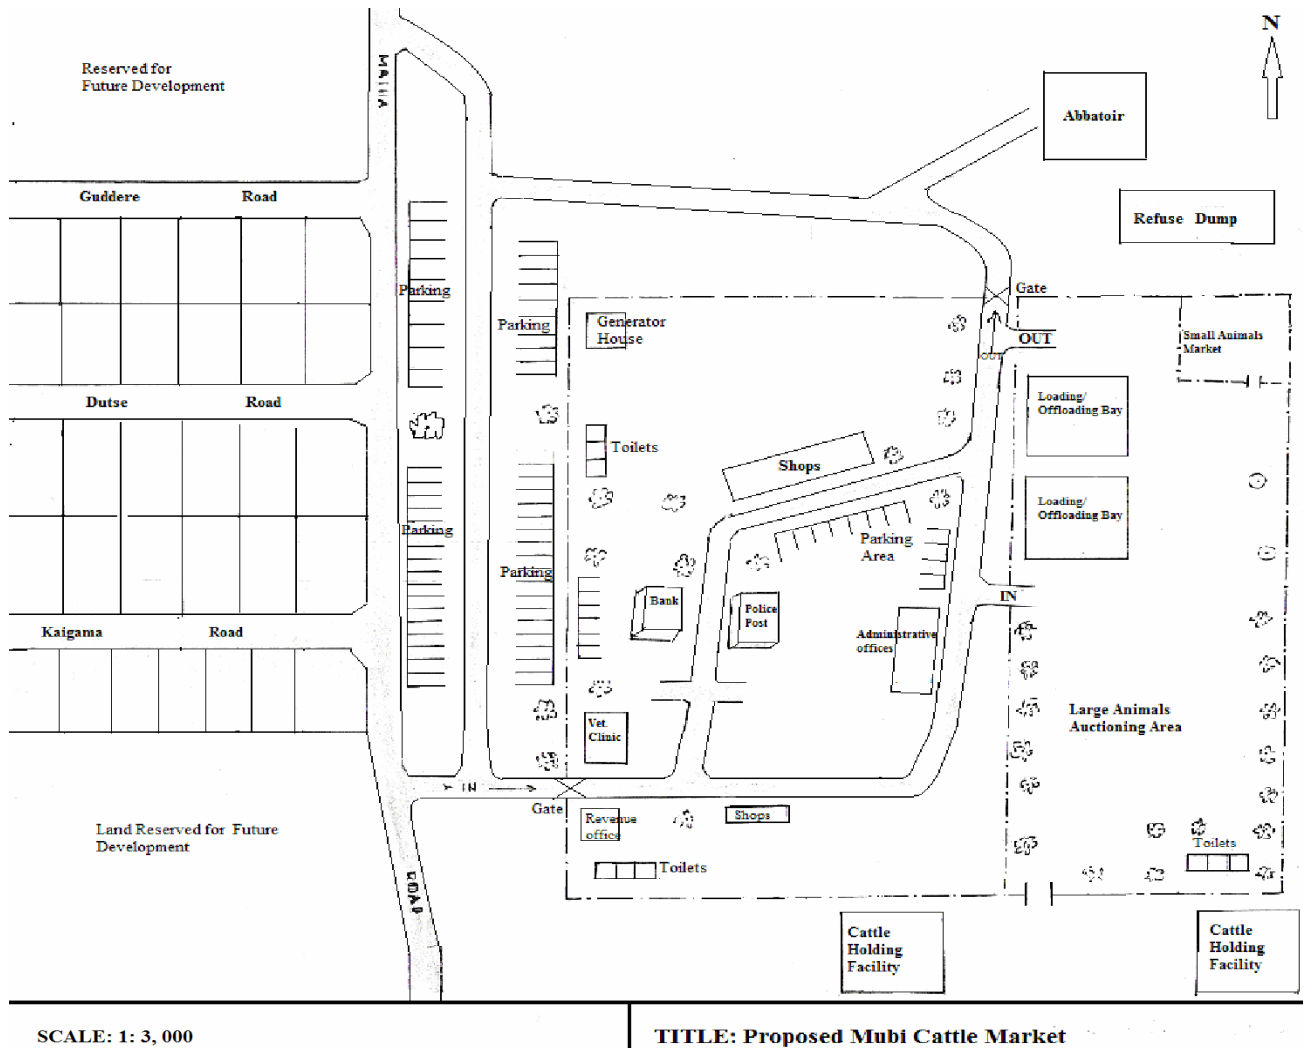 N
Reserved for
Future Development
MAIHA
Abbatoir
Guddere Road
Refuse Dump
Gate
Parking
Parking
Generator
House
OUT
OUT
Small Animals
Market
Dutse Road
Loading/
Offloading Bay
Toilets
Shops
Loading/
Offloading Bay
Parking
Parking
Area
Parking
IN
Bank
Police
Post
Kaigama Road
Administrative
offices
Large Animals
Auctioning Area
Vet.
Clinic
IN
Gate
Revenue
office
Shops
Land Reserved for Future
Development
Toilets
Toilets
ROAD
Cattle
Holding
Facility
Cattle
Holding
Facility
SCALE: 1: 3, 000
TITLE: Proposed Mubi Cattle Market